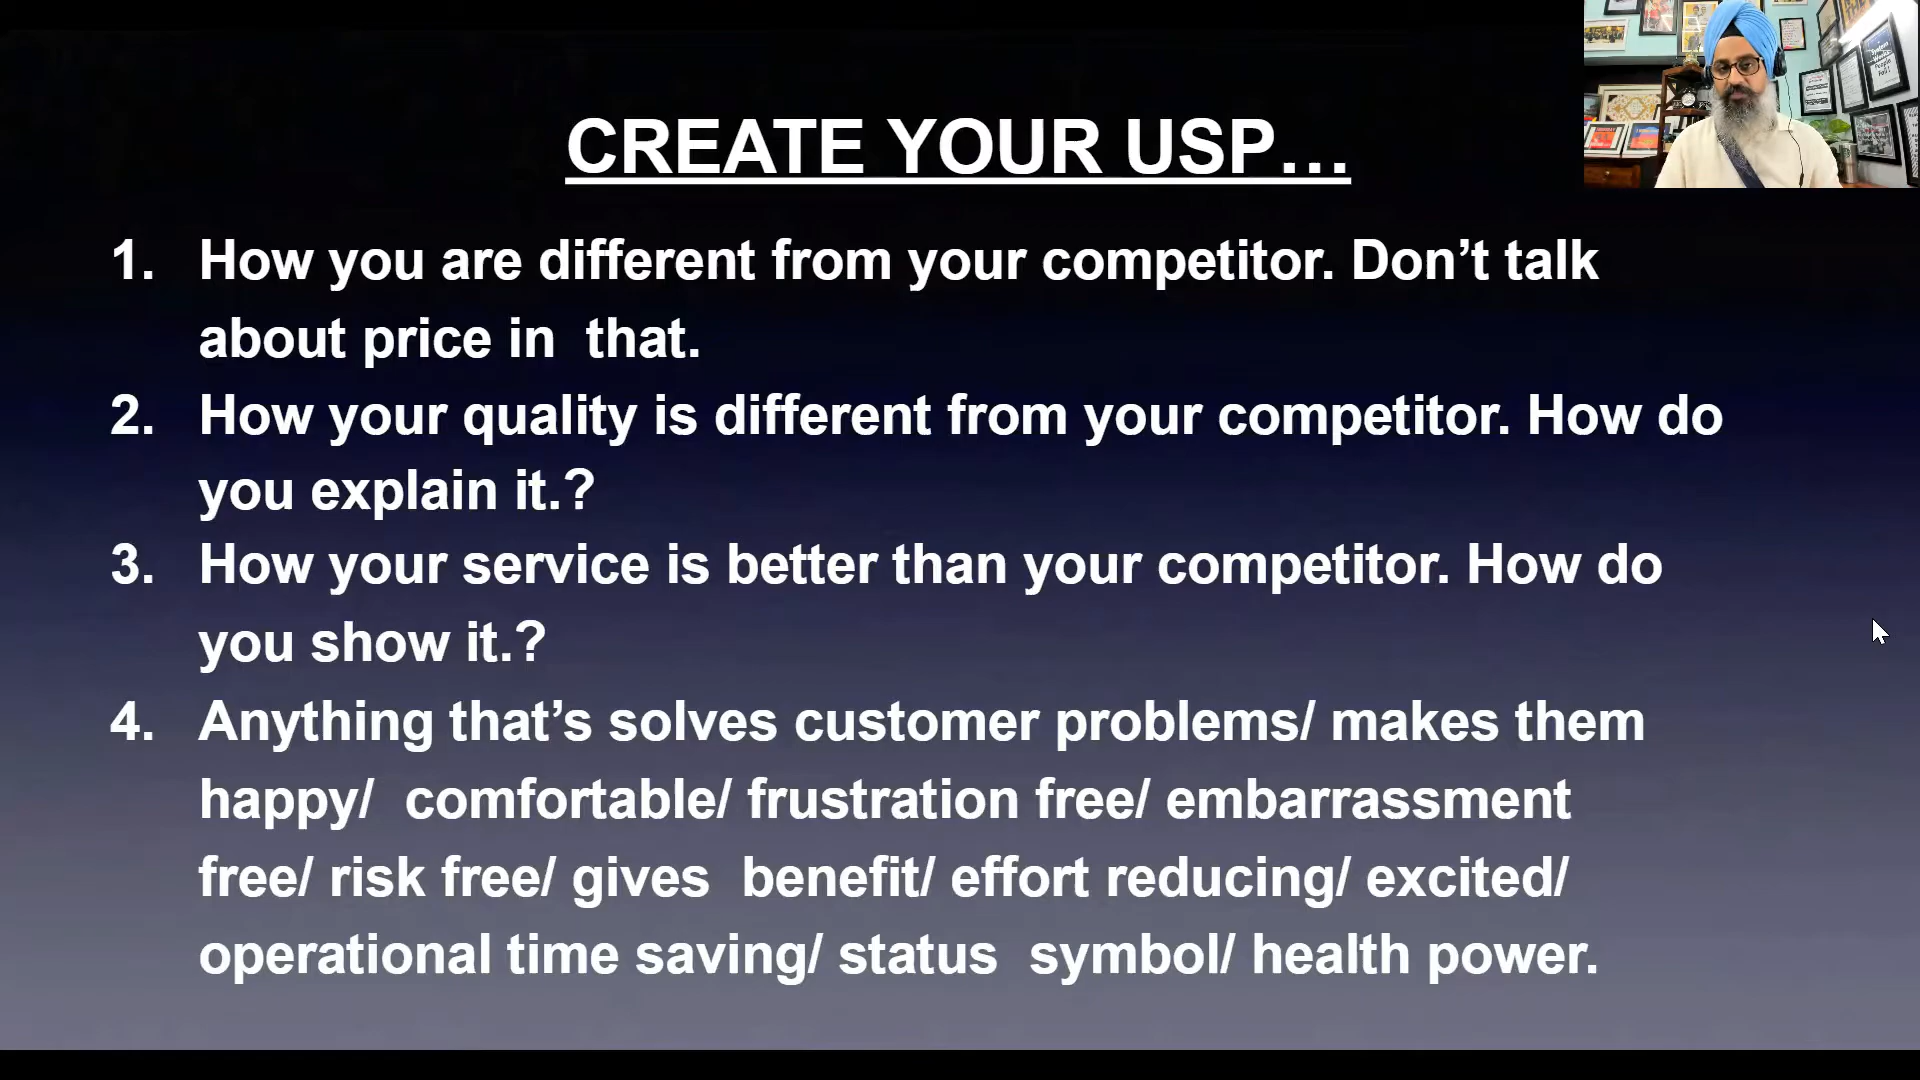 CREATE YOUR USP...
1. How you are different from your competitor. Don’t talk
about price in  that.
2. How your quality is different from your competitor. How do
you explain it.?
3. How your service is better than your competitor. How do
you show it.?
4. Anything that’s solves customer problems/ makes them
happy/  comfortable/ frustration free/ embarrassment
free/ risk free/ gives  benefit/ effort reducing/ excited/
operational time saving/ status  symbol/ health power.